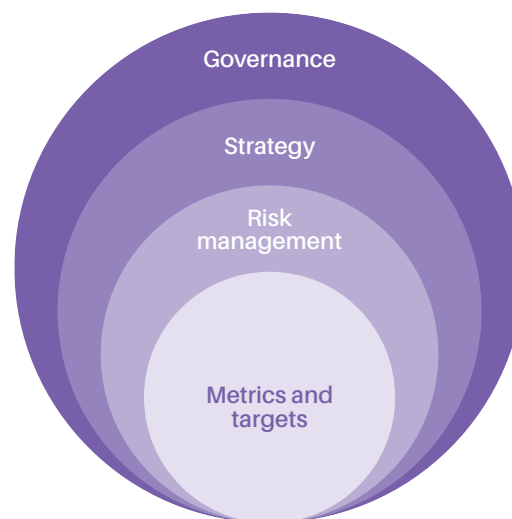 Governance
Strategy
Risk
management
Metrics and
targets